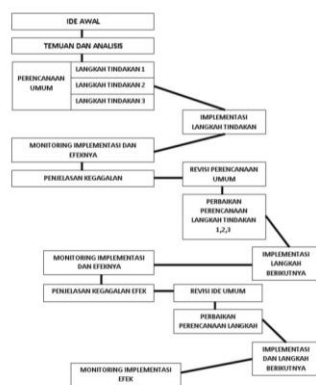 IDE AWAL
TEMUAN DAN ANALISIS
PERENCANAAN
UMUM
LANGKAH TINDAKAN 1
LANGKAH TINDAKAN 2
LANGKAH TINDAKAN 3
IMPLEMENTASI
LANGKAH TINDAKAN
MONITORING IMPLEMENTASI DAN
EFEKNYA
PENJELASAN KEGAGALAN
REVISI PERENCANAAN
UMUM
PERBAIKAN
PERENCANAAN
LANGKAH TINDAKAN
1,2,3
IMPLEMENTASI
LANGKAH
BERIKUTNYA
MONITORING IMPLEMENTASI
DAN EFEKNYA
PENJELASAN KEGAGALAN EFEK
REVISI IDE UMUM
PERBAIKAN
PERENCANAAN LANGKAH
IMPLEMENTASI
DAN LANGKAH
BERIKUTNYA
MONITORING IMPLEMENTASI
EFEK